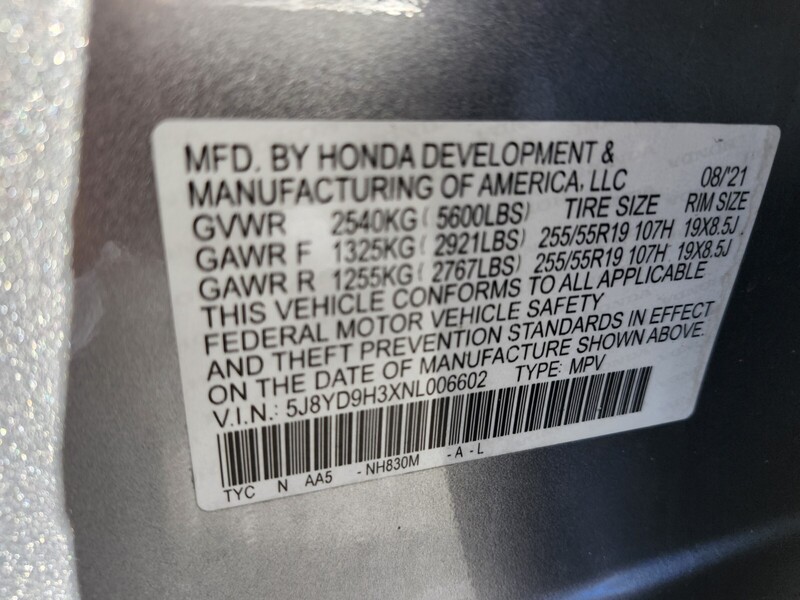 MFD. BY HONDA DEVELOPMENT &
MANUFACTURING OF AMERICA, LLC 08/'21
GVWR 2540KG ( 5600LBS) TIRE SIZE RIM SIZE
GAWR F 1325KG ( 2921LBS) 255/55R19 107H 19X8.5J
GAWR R 1255KG ( 2767LBS) 255/55R19 107H 19X8.5J
THIS VEHICLE CONFORMS TO ALL APPLICABLE
FEDERAL MOTOR VEHICLE SAFETY
AND THEFT PREVENTION STANDARDS IN EFFECT
ON THE DATE OF MANUFACTURE SHOWN ABOVE.
V.I.N.: 5J8YD9H3XNL006602 TYPE: MPV
TYC N AA5 - NH830M - A - L